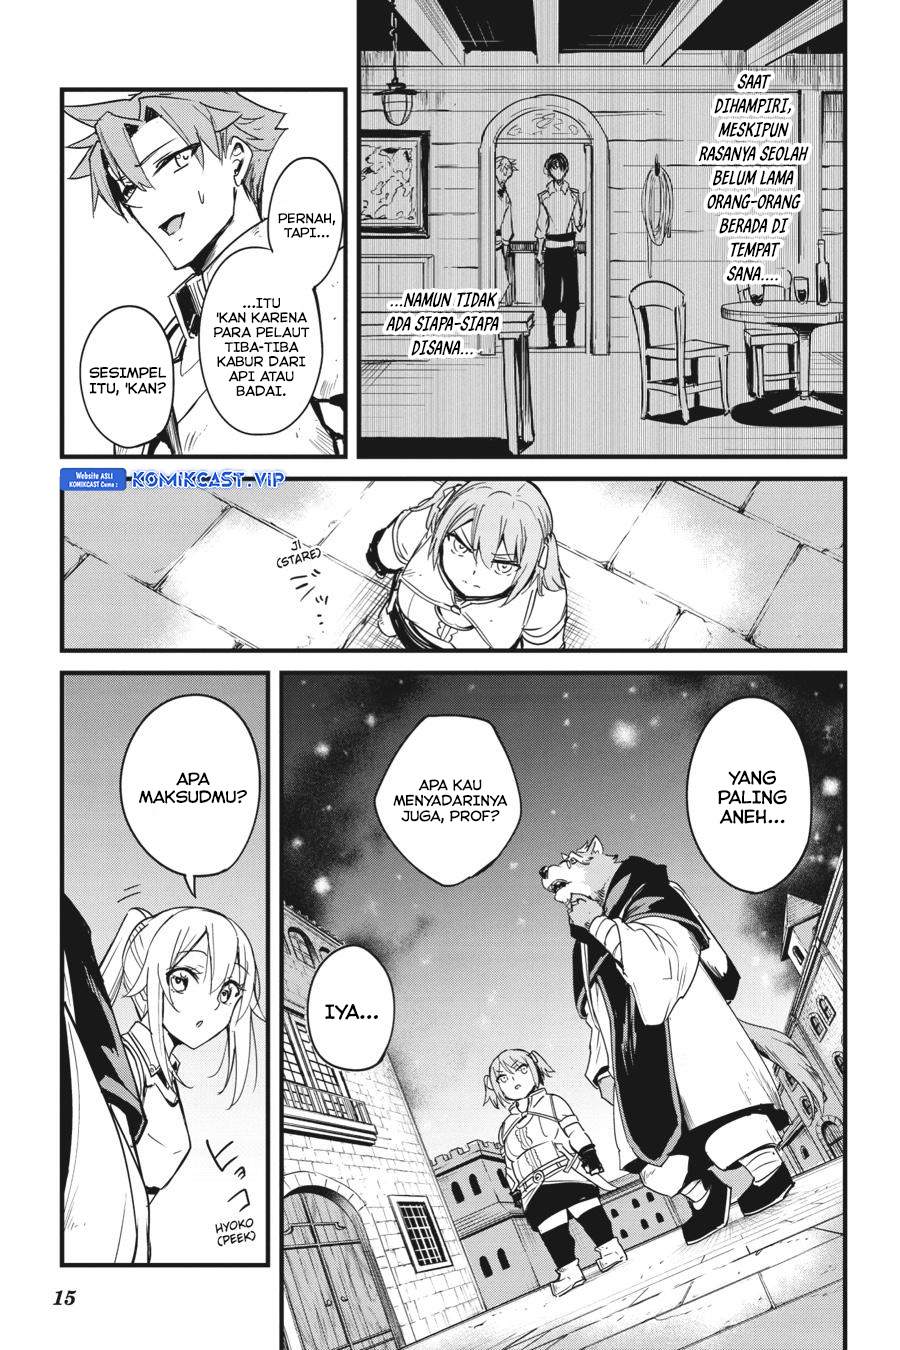 SAAT
DIHAMPIRI,
MESKIPUN
RASANYA SEOLAH
BELUM LAMA
ORANG-ORANG
BERADA DI
TEMPAT
SANA....
...NAMUN TIDAK
ADA SIAPA-SIAPA
DISANA...
PERNAH,
TAPI...
...ITU
'KAN KARENA
PARA PELAUT
TIBA-TIBA
KABUR DARI
API ATAU
BADAI.
SESIMPEL
ITU, 'KAN?
Website ASLI
KOMIKCAST Cuma :
KOMIKCAST.VIP
JI
(STARE)
YANG
PALING
ANEH...
APA KAU
MENYADARINYA
JUGA, PROF?
IYA...
APA
MAKSUDMU?
ヒョコ
HYOKO
(PEEK)
15